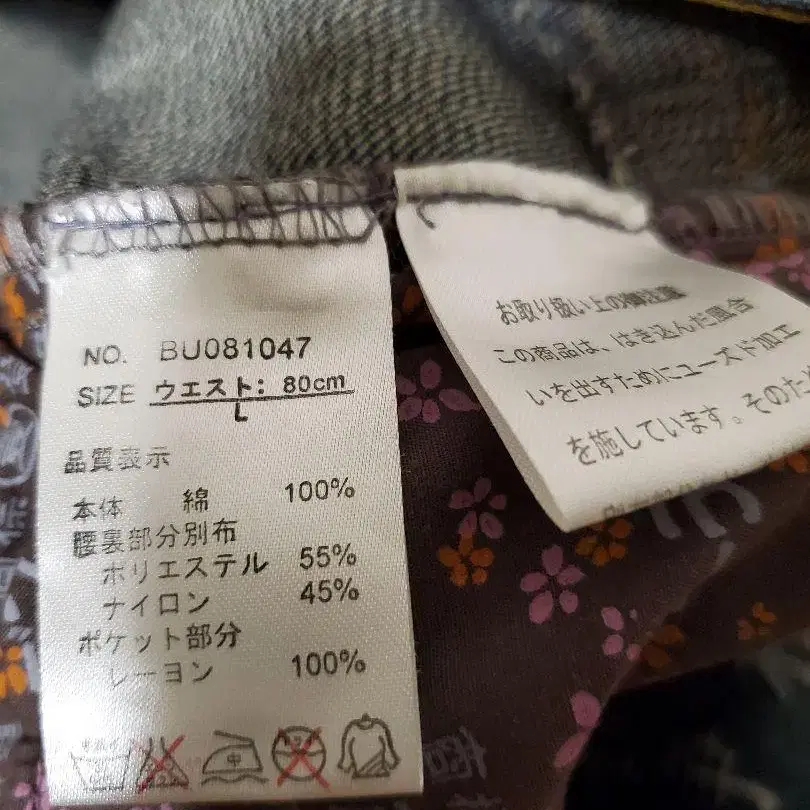 NO. BU081047
SIZE ウエスト: 80cm
L
品質表示
本体 綿 100%
腰裏部分別布
ポリエステル 55%
ナイロン 45%
ポケット部分
レーヨン 100%
中
お取り扱い上の御注意
この商品は、はき込んだ風合
いを出すためにユーズド加工
を施しています。そのため